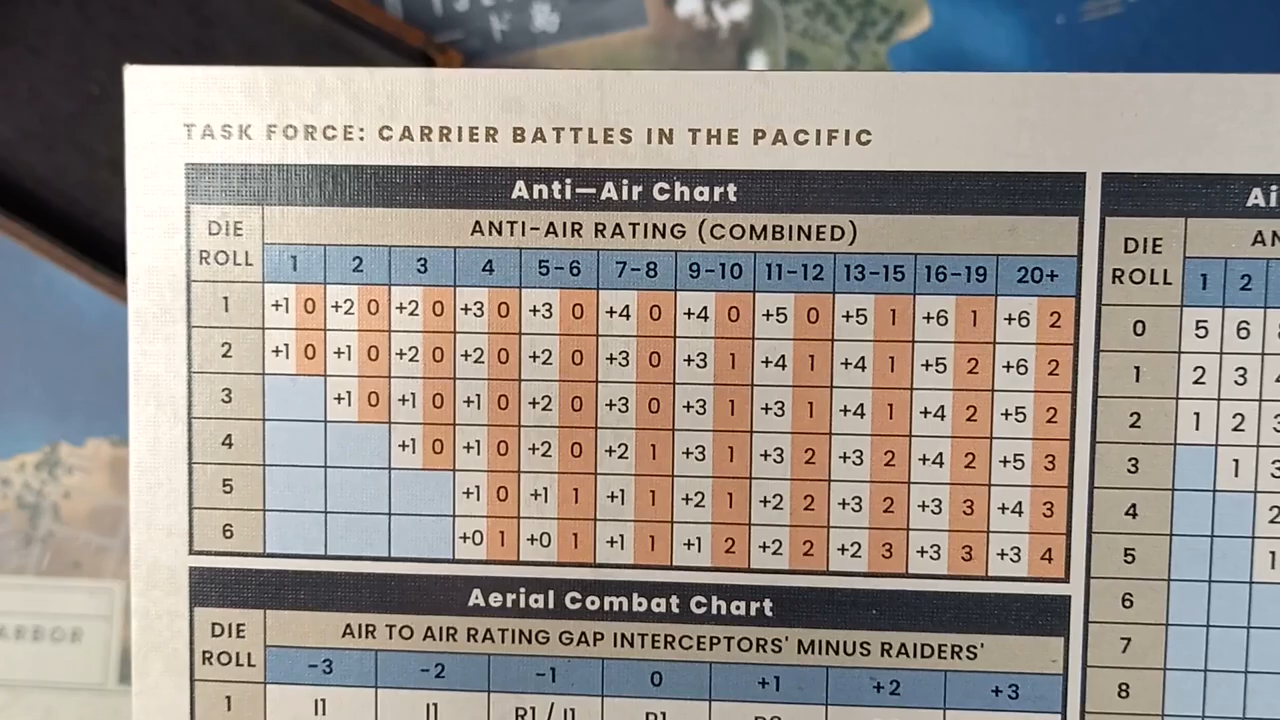 ド島
TASK FORCE: CARRIER BATTLES IN THE PACIFIC
Anti–Air Chart
DIE ROLL
ANTI-AIR RATING (COMBINED)
1 2 3 4 5-6 7-8 9-10 11-12 13-15 16-19 20+
1 +1 0 +2 0 +2 0 +3 0 +3 0 +4 0 +4 0 +5 0 +5 1 +6 1 +6 2
2 +1 0 +1 0 +2 0 +2 0 +2 0 +3 0 +3 1 +4 1 +4 1 +5 2 +6 2
3 +1 0 +1 0 +1 0 +2 0 +3 0 +3 1 +3 1 +4 1 +4 2 +5 2
4 +1 0 +1 0 +2 0 +2 1 +3 1 +3 2 +3 2 +4 2 +5 3
5 +1 0 +1 1 +1 1 +2 1 +2 2 +3 2 +3 3 +4 3
6 +0 1 +0 1 +1 1 +1 2 +2 2 +2 3 +3 3 +3 4
Aerial Combat Chart
DIE ROLL
AIR TO AIR RATING GAP INTERCEPTORS' MINUS RAIDERS'
-3 -2 -1 0 +1 +2 +3
1 I1 I1 R1 / I1
Ai
DIE ROLL
AN
1 2
0 5 6
1 2 3
2 1 2
3 1
4
5
6
7
8
ARBOR